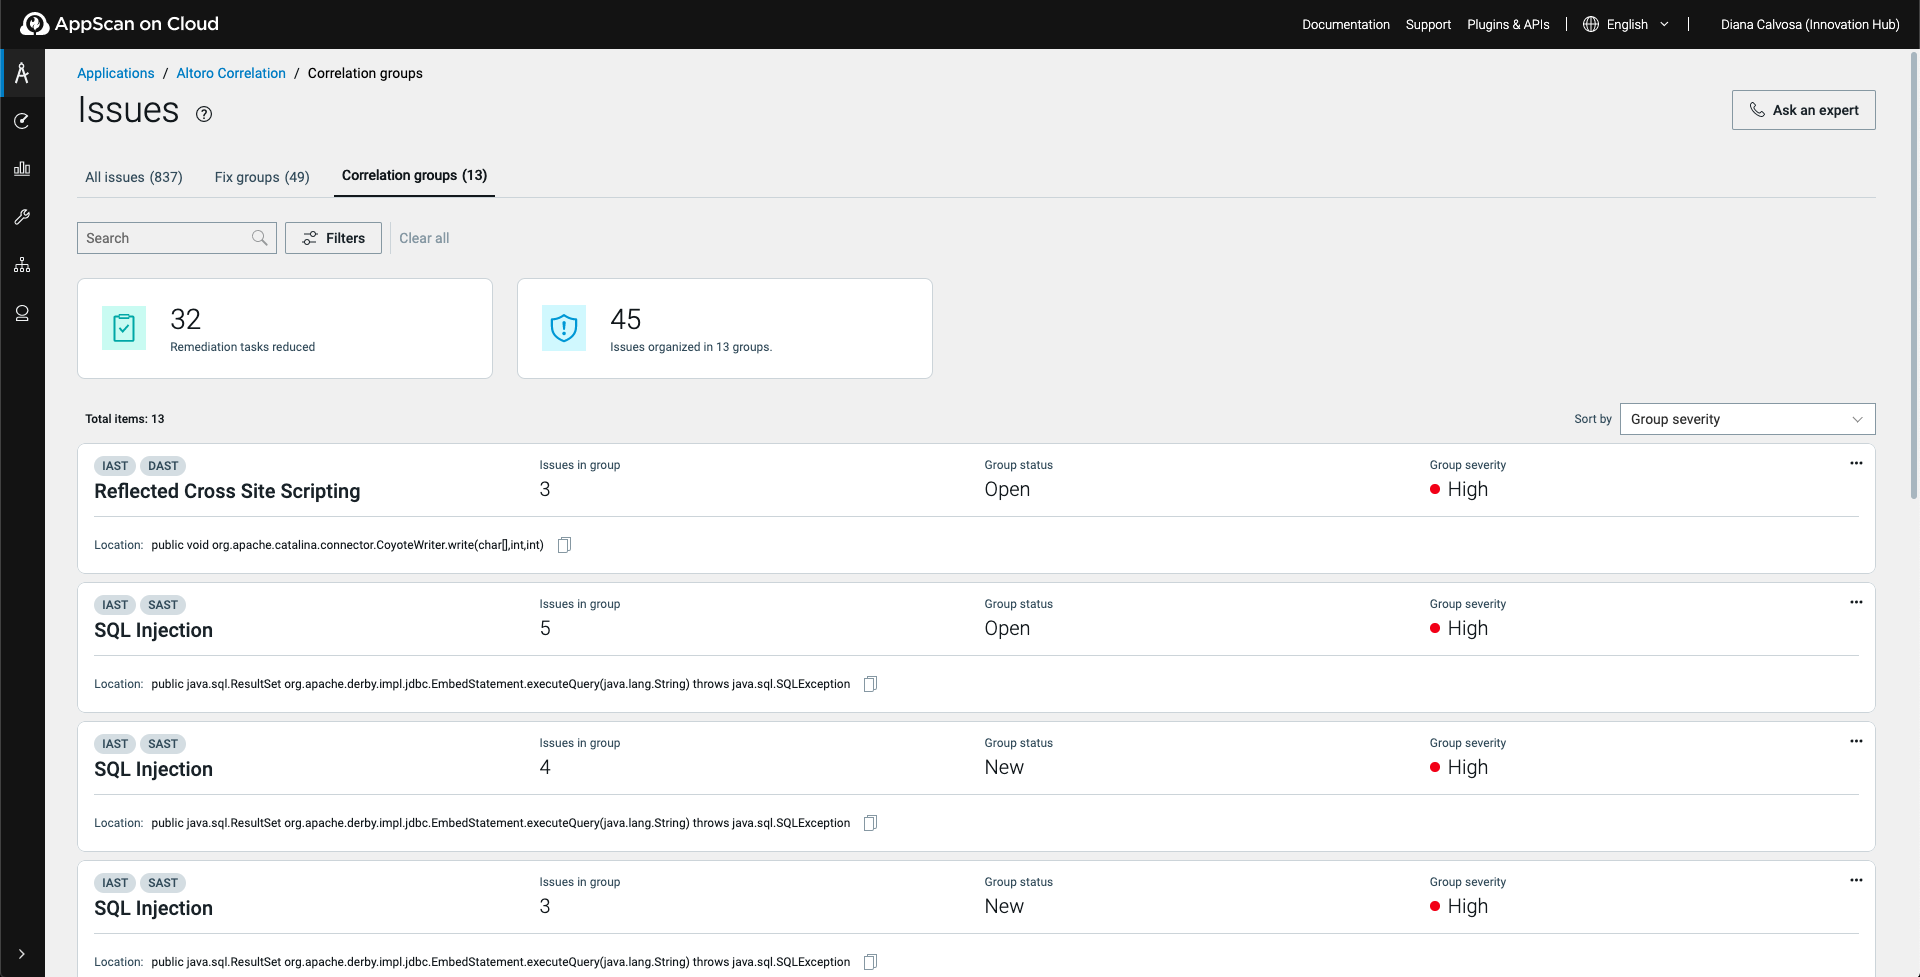 AppScan on Cloud
Documentation Support Plugins & APIs English Diana Calvosa (Innovation Hub)
Applications / Altoro Correlation / Correlation groups
Issues ?
Ask an expert
All issues (837) Fix groups (49) Correlation groups (13)
Search Filters Clear all
32
Remediation tasks reduced
45
Issues organized in 13 groups.
Total items: 13 Sort by Group severity
IAST DAST Issues in group Group status Group severity
Reflected Cross Site Scripting 3 Open High
Location: public void org.apache.catalina.connector.CoyoteWriter.write(char[],int,int)
IAST SAST Issues in group Group status Group severity
SQL Injection 5 Open High
Location: public java.sql.ResultSet org.apache.derby.impl.jdbc.EmbedStatement.executeQuery(java.lang.String) throws java.sql.SQLException
IAST SAST Issues in group Group status Group severity
SQL Injection 4 New High
Location: public java.sql.ResultSet org.apache.derby.impl.jdbc.EmbedStatement.executeQuery(java.lang.String) throws java.sql.SQLException
IAST SAST Issues in group Group status Group severity
SQL Injection 3 New High
Location: public java.sql.ResultSet org.apache.derby.impl.jdbc.EmbedStatement.executeQuery(java.lang.String) throws java.sql.SQLException